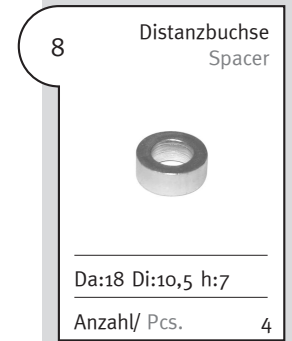 8
Distanzbuchse
Spacer
Da:18 Di:10,5 h:7
Anzahl/ Pcs. 4